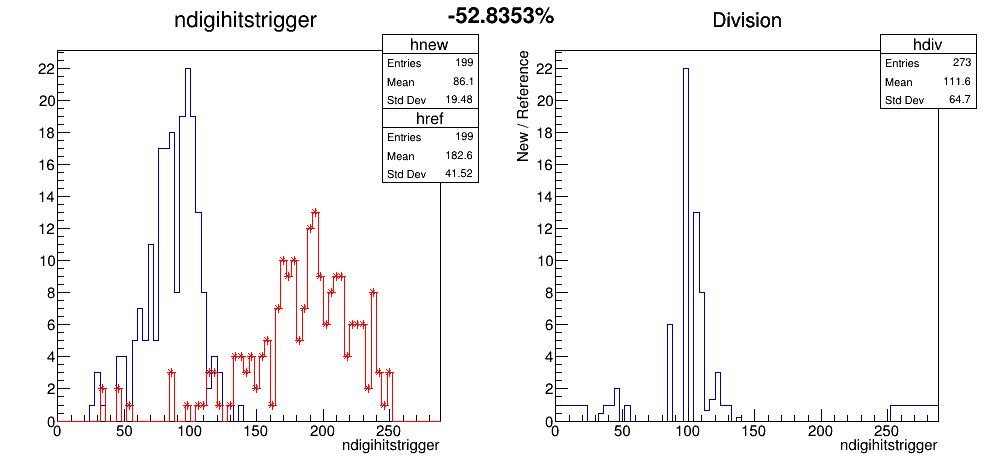 ndigihitstrigger
-52.8353%
Division
hnew
Entries 199
Mean 86.1
Std Dev 19.48
href
Entries 199
Mean 182.6
Std Dev 41.52
22
20
18
16
14
12
10
8
6
4
2
0
0 50 100 150 200 250
ndigihitstrigger
hdiv
Entries 273
Mean 111.6
Std Dev 64.7
New / Reference
22
20
18
16
14
12
10
8
6
4
2
0
0 50 100 150 200 250
ndigihitstrigger